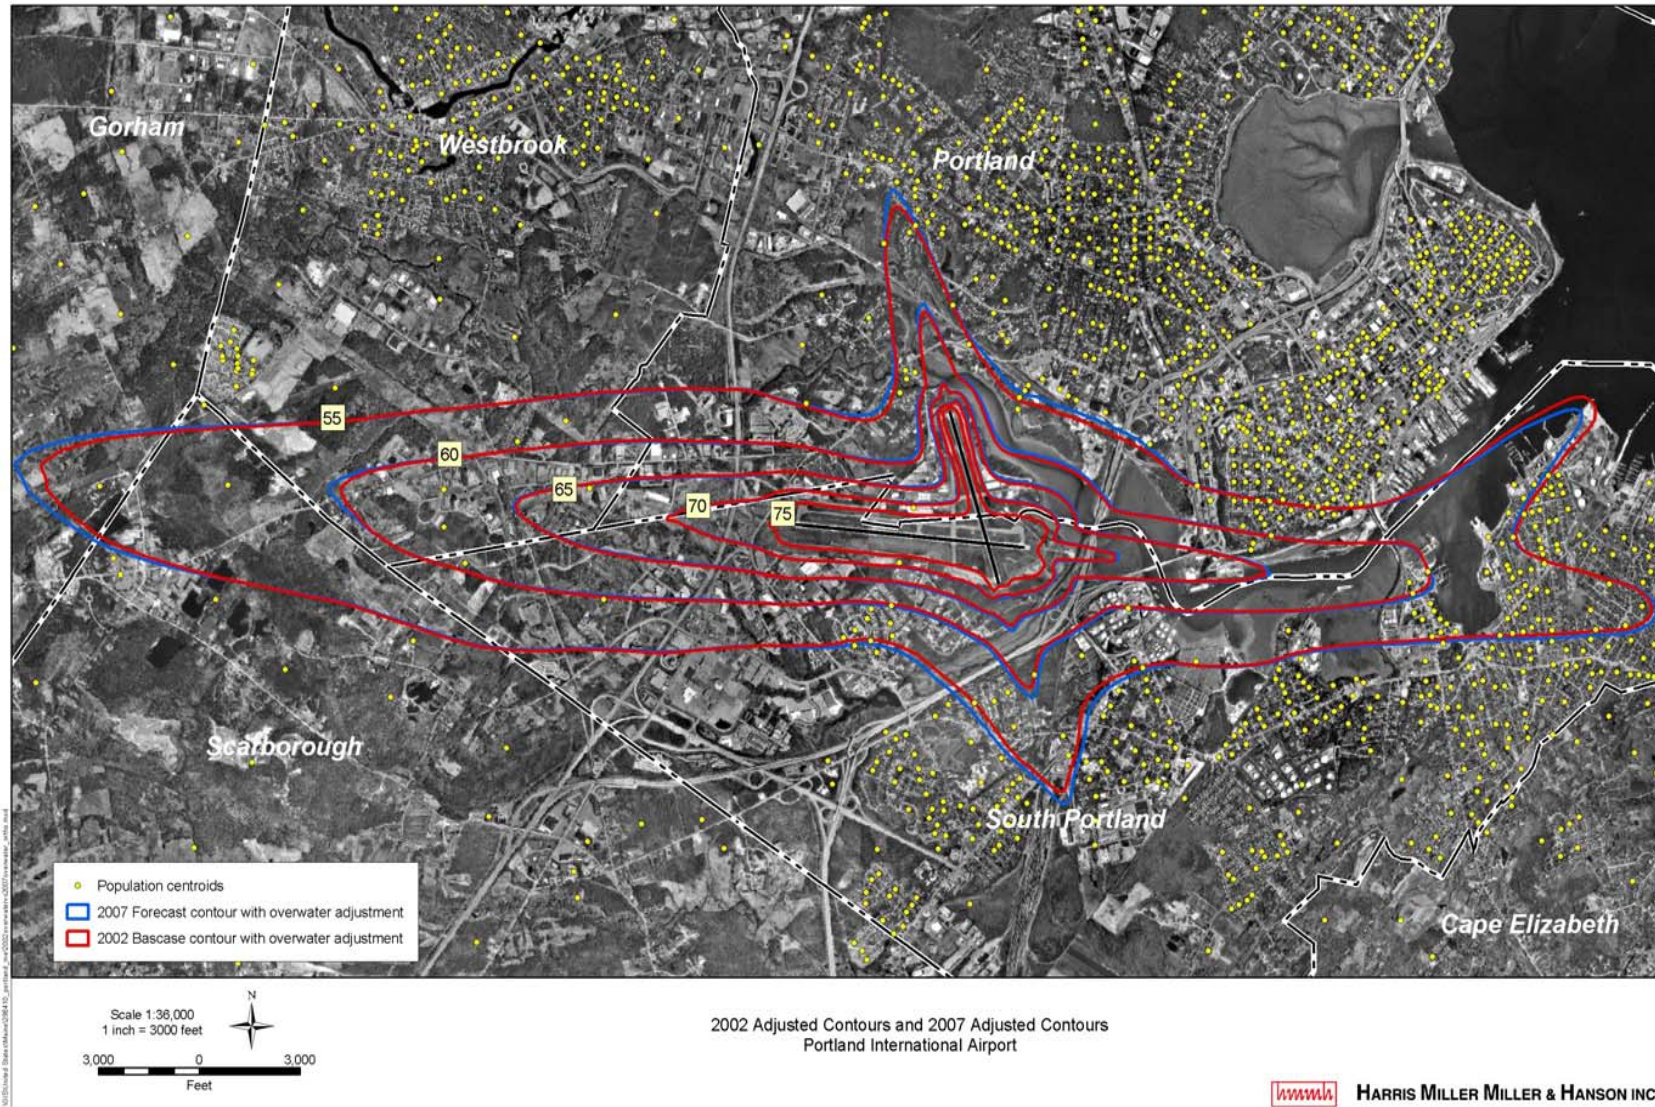 Gorham
Westbrook
Portland
55
60
65
70
75
Scarborough
South Portland
Cape Elizabeth
Population centroids
2007 Forecast contour with overwater adjustment
2002 Bascase contour with overwater adjustment
N
Scale 1:36,000
1 inch = 3000 feet
3,000 0 3,000
Feet
2002 Adjusted Contours and 2007 Adjusted Contours
Portland International Airport
hmmh HARRIS MILLER MILLER & HANSON INC